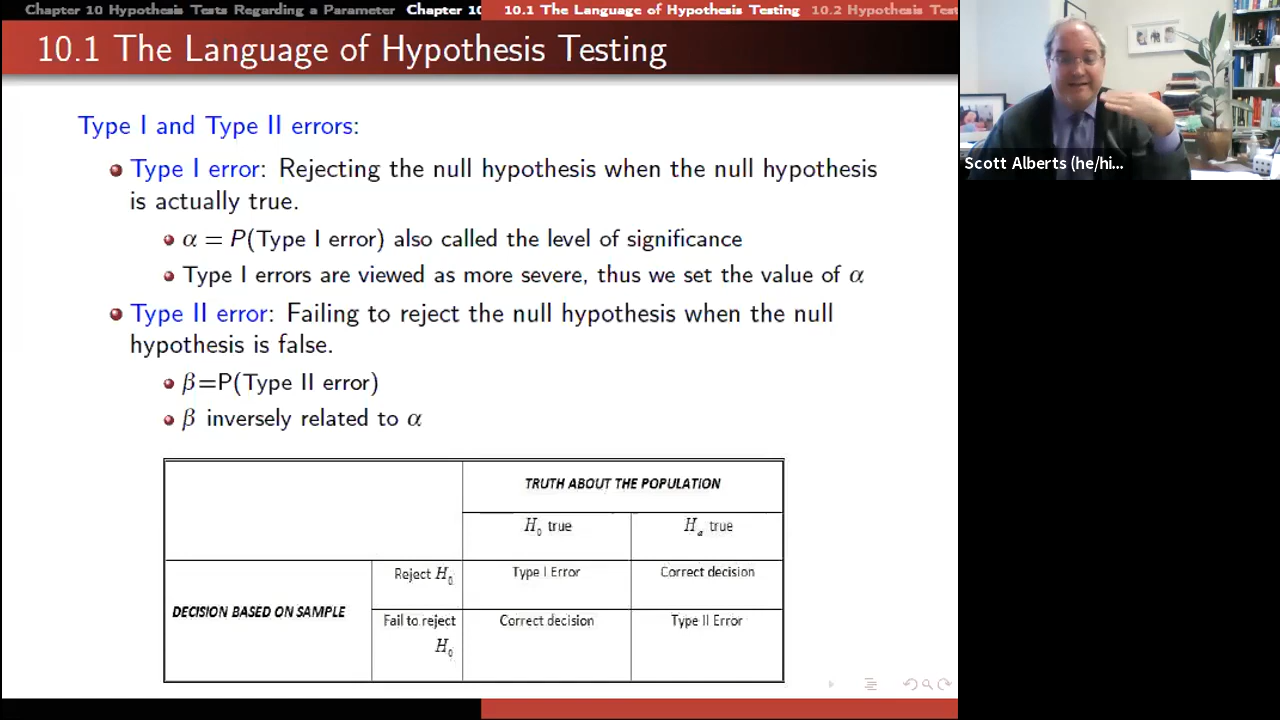 Chapter 10 Hypothesis Tests Regarding a Parameter Chapter 10 10.1 The Language of Hypothesis Testing 10.2 Hypothesis Test
10.1 The Language of Hypothesis Testing
Type I and Type II errors:
Type I error: Rejecting the null hypothesis when the null hypothesis
is actually true.
α = P(Type I error) also called the level of significance
Type I errors are viewed as more severe, thus we set the value of α
Type II error: Failing to reject the null hypothesis when the null
hypothesis is false.
β=P(Type II error)
β inversely related to α
TRUTH ABOUT THE POPULATION
H₀ true Hₐ true
Reject H₀ Type I Error Correct decision
DECISION BASED ON SAMPLE
Fail to reject Correct decision Type II Error
H₀
Scott Alberts (he/hi...